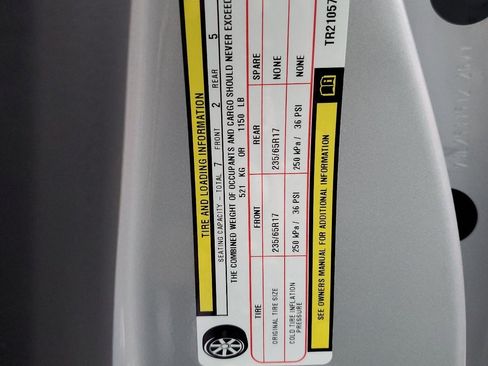 TIRE AND LOADING INFORMATION
SEATING CAPACITY - TOTAL 7 FRONT 2 REAR 5
THE COMBINED WEIGHT OF OCCUPANTS AND CARGO SHOULD NEVER EXCEED
521 KG OR 1150 LB
TIRE FRONT REAR SPARE
ORIGINAL TIRE SIZE 235/65R17 235/65R17 NONE
COLD TIRE INFLATION PRESSURE 250 kPa / 36 PSI 250 kPa / 36 PSI NONE
SEE OWNERS MANUAL FOR ADDITIONAL INFORMATION
TR21057